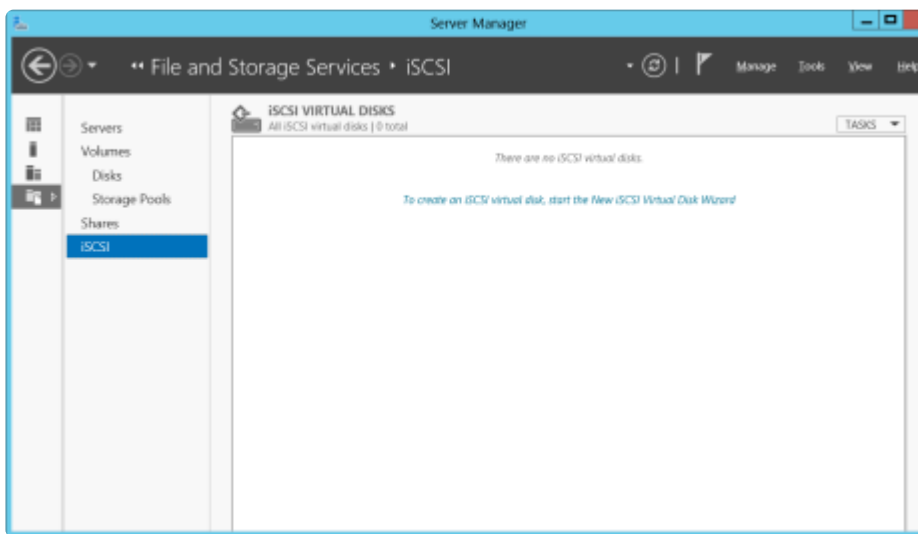 Server Manager
File and Storage Services • iSCSI
Manage Tools View Help
Servers
Volumes
Disks
Storage Pools
Shares
iSCSI
iSCSI VIRTUAL DISKS
All iSCSI virtual disks | 0 total
TASKS
There are no iSCSI virtual disks.
To create an iSCSI virtual disk, start the New iSCSI Virtual Disk Wizard